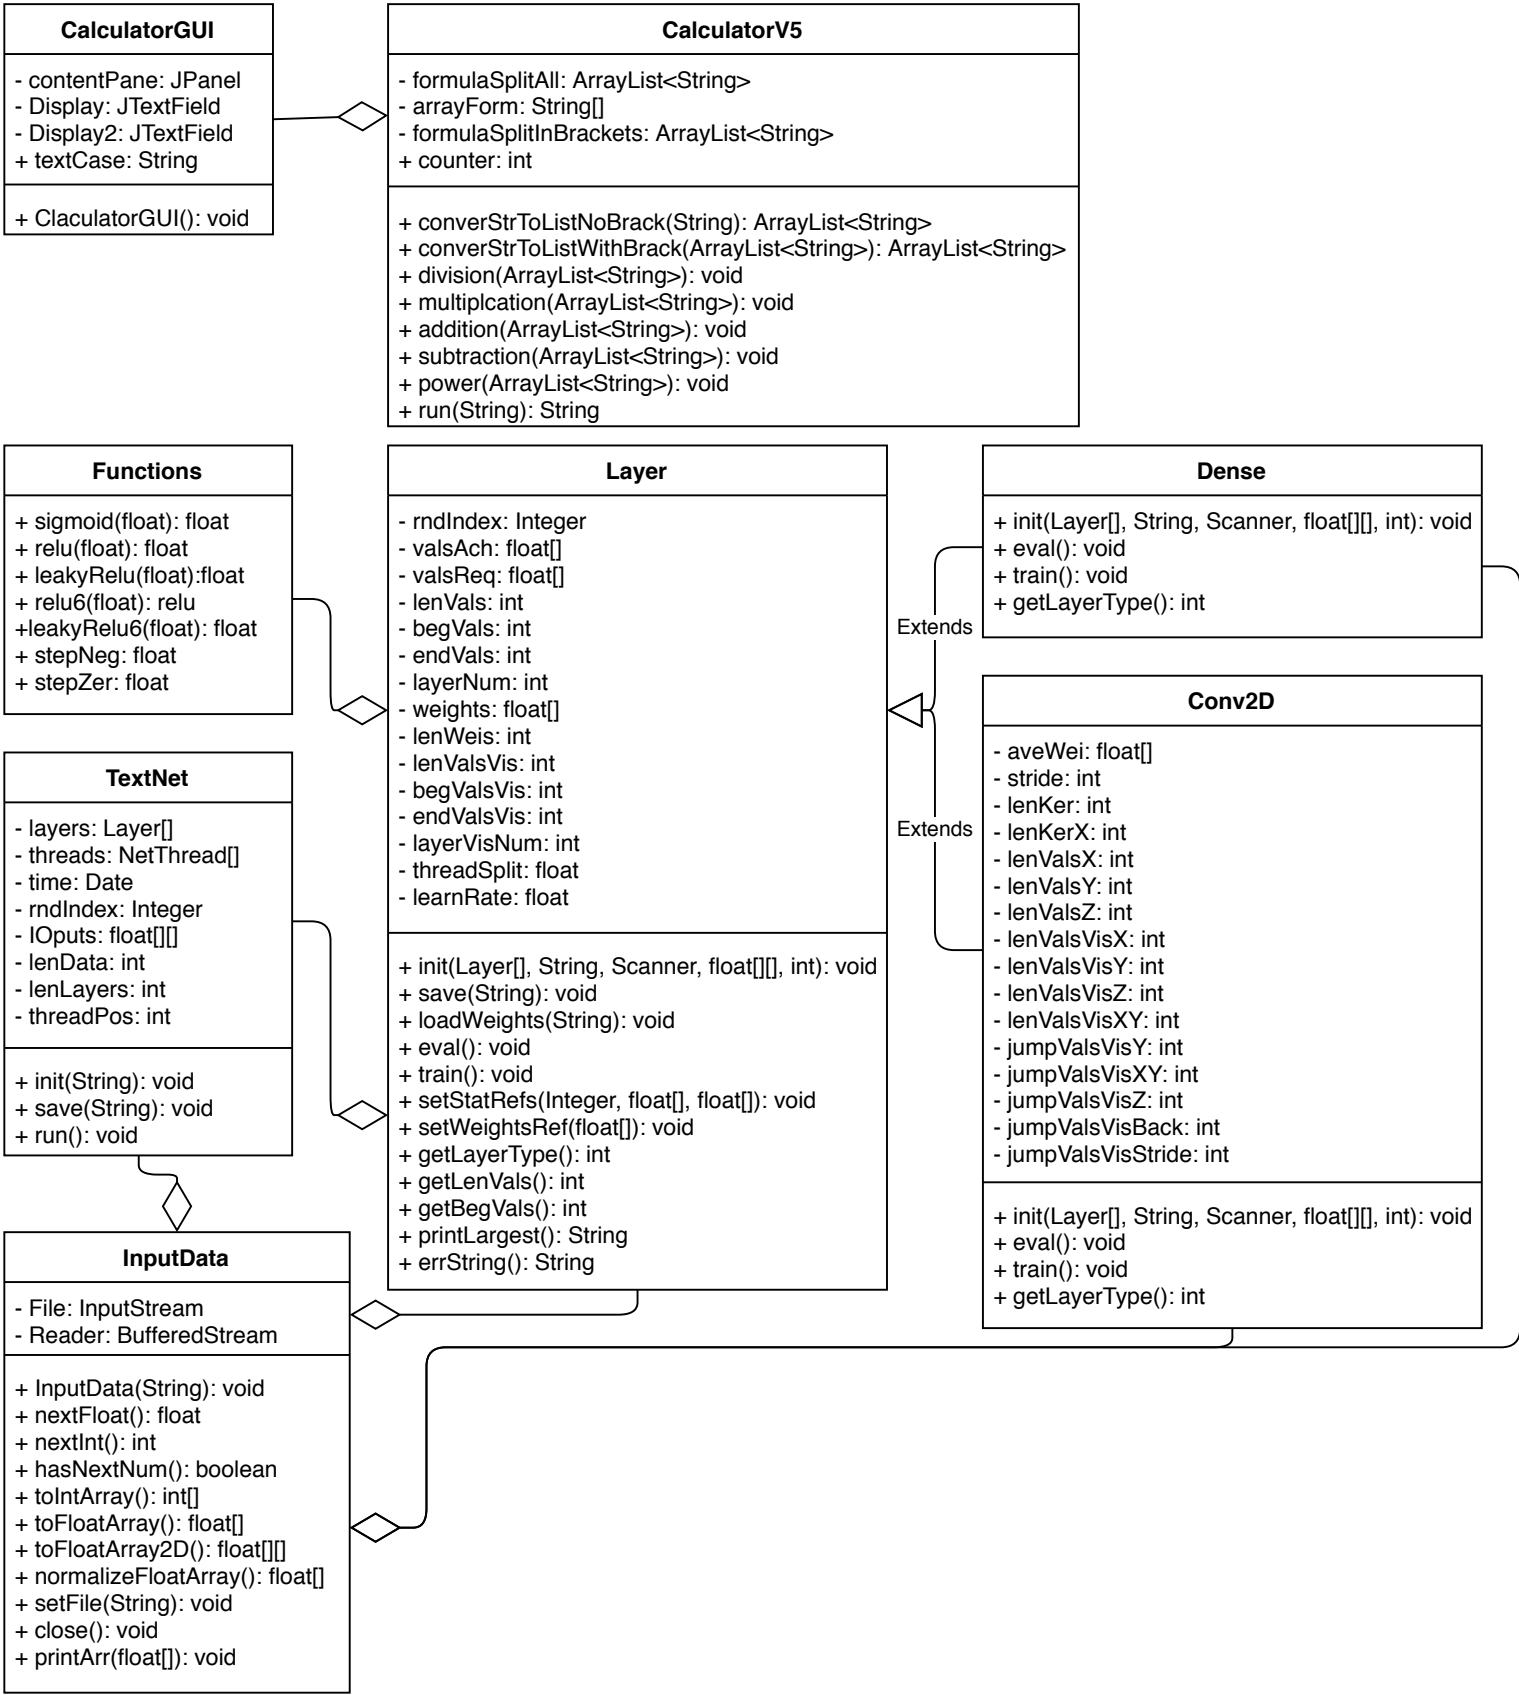 CalculatorGUI
- contentPane: JPanel
- Display: JTextField
- Display2: JTextField
+ textCase: String
+ ClaculatorGUI(): void
CalculatorV5
- formulaSplitAll: ArrayList<String>
- arrayForm: String[]
- formulaSplitInBrackets: ArrayList<String>
+ counter: int
+ converStrToListNoBrack(String): ArrayList<String>
+ converStrToListWithBrack(ArrayList<String>): ArrayList<String>
+ division(ArrayList<String>): void
+ multiplcation(ArrayList<String>): void
+ addition(ArrayList<String>): void
+ subtraction(ArrayList<String>): void
+ power(ArrayList<String>): void
+ run(String): String
Functions
+ sigmoid(float): float
+ relu(float): float
+ leakyRelu(float):float
+ relu6(float): relu
+leakyRelu6(float): float
+ stepNeg: float
+ stepZer: float
Layer
- rndIndex: Integer
- valsAch: float[]
- valsReq: float[]
- lenVals: int
- begVals: int
- endVals: int
- layerNum: int
- weights: float[]
- lenWeis: int
- lenValsVis: int
- begValsVis: int
- endValsVis: int
- layerVisNum: int
- threadSplit: float
- learnRate: float
+ init(Layer[], String, Scanner, float[][], int): void
+ save(String): void
+ loadWeights(String): void
+ eval(): void
+ train(): void
+ setStatRefs(Integer, float[], float[]): void
+ setWeightsRef(float[]): void
+ getLayerType(): int
+ getLenVals(): int
+ getBegVals(): int
+ printLargest(): String
+ errString(): String
Dense
+ init(Layer[], String, Scanner, float[][], int): void
+ eval(): void
+ train(): void
+ getLayerType(): int
Extends
Extends
Conv2D
- aveWei: float[]
- stride: int
- lenKer: int
- lenKerX: int
- lenValsX: int
- lenValsY: int
- lenValsZ: int
- lenValsVisX: int
- lenValsVisY: int
- lenValsVisZ: int
- lenValsVisXY: int
- jumpValsVisY: int
- jumpValsVisXY: int
- jumpValsVisZ: int
- jumpValsVisBack: int
- jumpValsVisStride: int
+ init(Layer[], String, Scanner, float[][], int): void
+ eval(): void
+ train(): void
+ getLayerType(): int
TextNet
- layers: Layer[]
- threads: NetThread[]
- time: Date
- rndIndex: Integer
- IOputs: float[][]
- lenData: int
- lenLayers: int
- threadPos: int
+ init(String): void
+ save(String): void
+ run(): void
InputData
- File: InputStream
- Reader: BufferedStream
+ InputData(String): void
+ nextFloat(): float
+ nextInt(): int
+ hasNextNum(): boolean
+ toIntArray(): int[]
+ toFloatArray(): float[]
+ toFloatArray2D(): float[][]
+ normalizeFloatArray(): float[]
+ setFile(String): void
+ close(): void
+ printArr(float[]): void